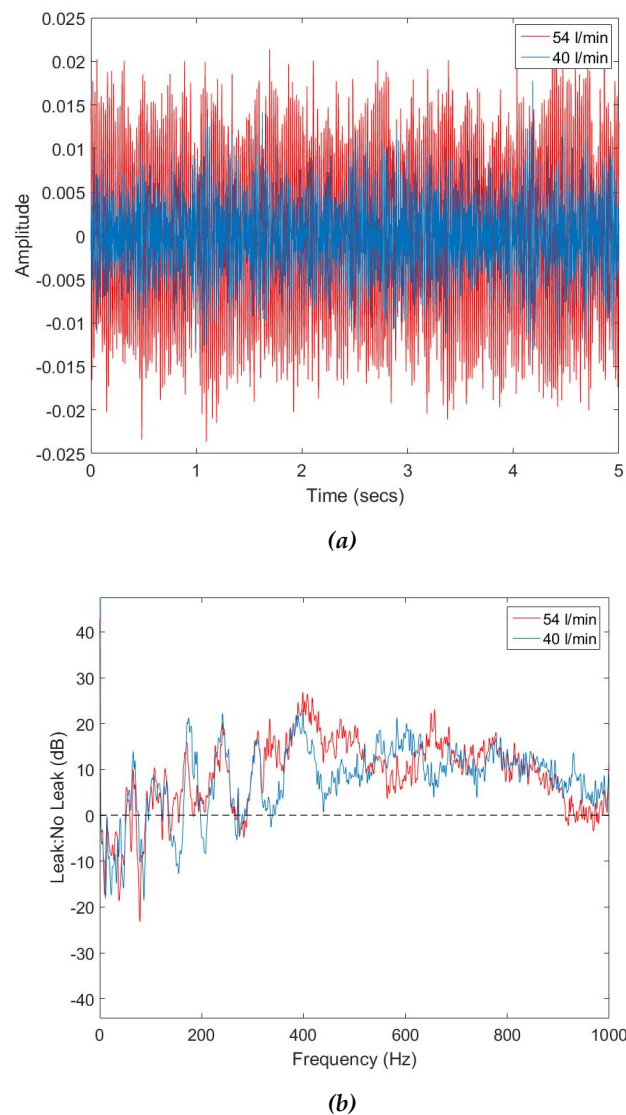 0.025
0.02
0.015
0.01
0.005
0
-0.005
-0.01
-0.015
-0.02
-0.025
Amplitude
54 l/min
40 l/min
0 1 2 3 4 5
Time (secs)
(a)
40
30
20
10
0
-10
-20
-30
-40
Leak:No Leak (dB)
54 l/min
40 l/min
0 200 400 600 800 1000
Frequency (Hz)
(b)